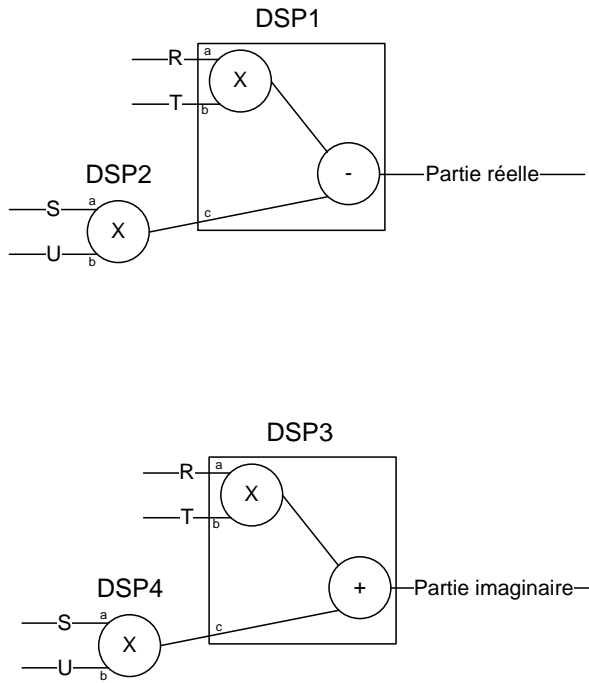 DSP1
R a
X
T b
-
Partie réelle
DSP2
S a
X
U b
c
DSP3
R a
X
T b
+
Partie imaginaire
DSP4
S a
X
U b
c